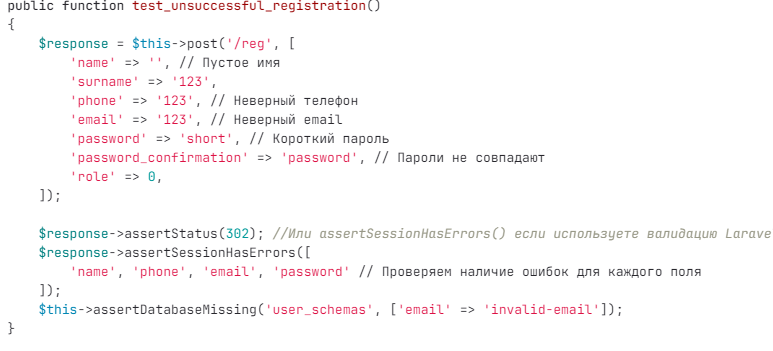 public function test_unsuccessful_registration()
{
    $response = $this->post('/reg', [
        'name' => '', // Пустое имя
        'surname' => '123',
        'phone' => '123', // Неверный телефон
        'email' => '123', // Неверный email
        'password' => 'short', // Короткий пароль
        'password_confirmation' => 'password', // Пароли не совпадают
        'role' => 0,
    ]);

    $response->assertStatus(302); //Или assertSessionHasErrors() если используете валидацию Larave
    $response->assertSessionHasErrors([
        'name', 'phone', 'email', 'password' // Проверяем наличие ошибок для каждого поля
    ]);
    $this->assertDatabaseMissing('user_schemas', ['email' => 'invalid-email']);
}